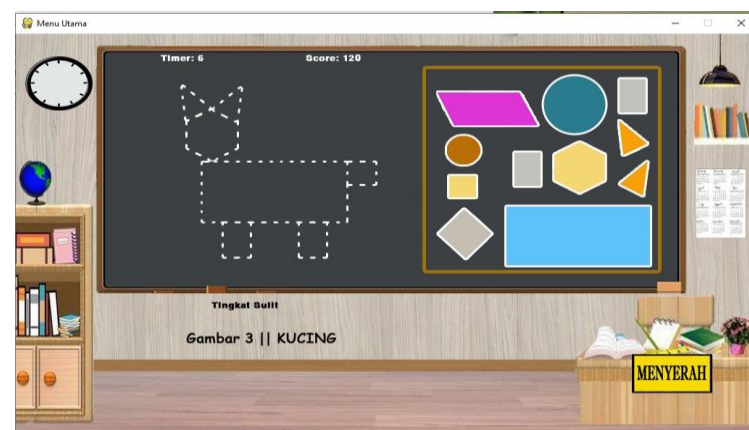 Menu Utama
Timer: 6
Score: 120
Tingkat Sulit
Gambar 3 || KUCING
MENYERAH